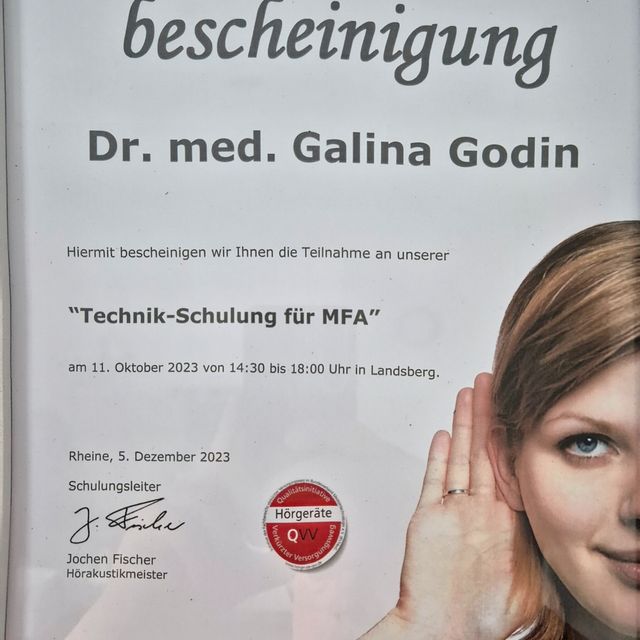 bescheinigung
Dr. med. Galina Godin
Hiermit bescheinigen wir Ihnen die Teilnahme an unserer
“Technik-Schulung für MFA”
am 11. Oktober 2023 von 14:30 bis 18:00 Uhr in Landsberg.
Rheine, 5. Dezember 2023
Schulungsleiter
Jochen Fischer
Hörakustikmeister
Qualitätsinitiative
Hörgeräte
QVV
Verkürzter Versorgungsweg